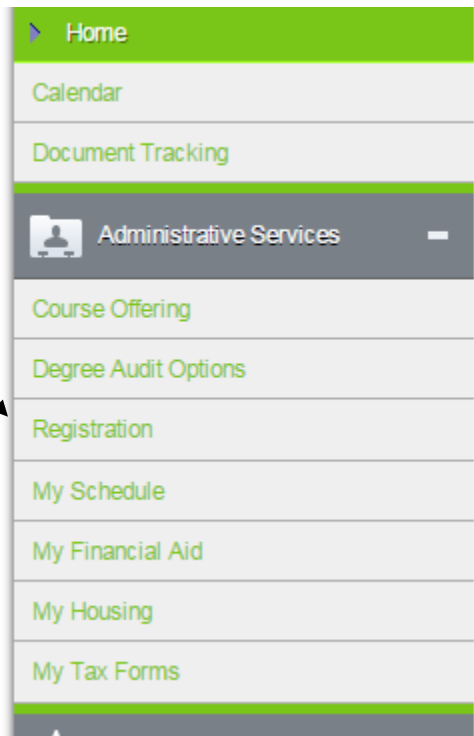 Home
Calendar
Document Tracking
Administrative Services
Course Offering
Degree Audit Options
Registration
My Schedule
My Financial Aid
My Housing
My Tax Forms